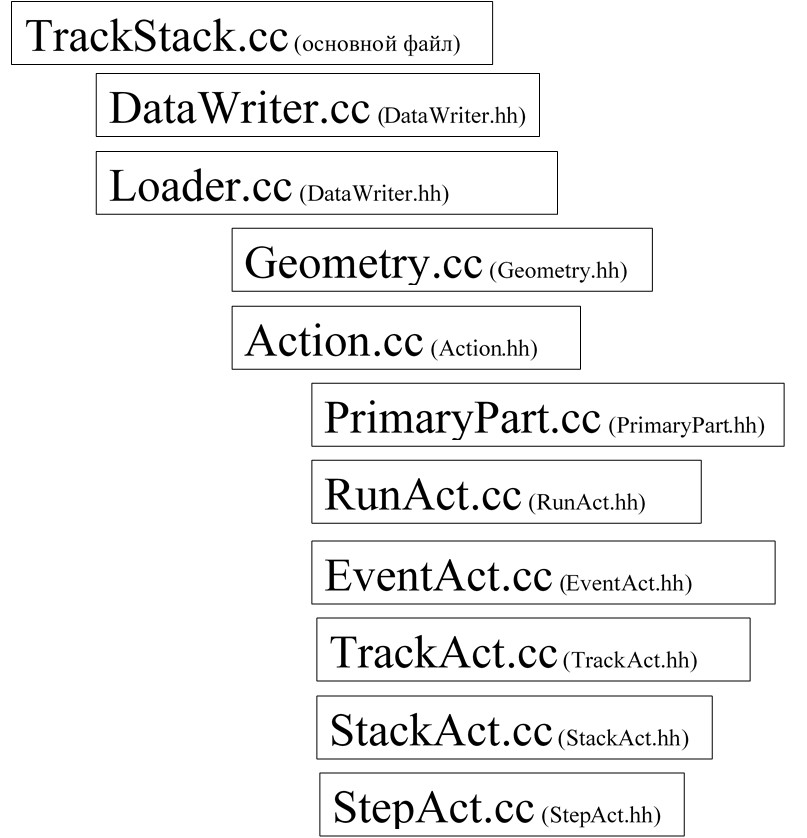 TrackStack.cc (основной файл)
DataWriter.cc (DataWriter.hh)
Loader.cc (DataWriter.hh)
Geometry.cc (Geometry.hh)
Action.cc (Action.hh)
PrimaryPart.cc (PrimaryPart.hh)
RunAct.cc (RunAct.hh)
EventAct.cc (EventAct.hh)
TrackAct.cc (TrackAct.hh)
StackAct.cc (StackAct.hh)
StepAct.cc (StepAct.hh)